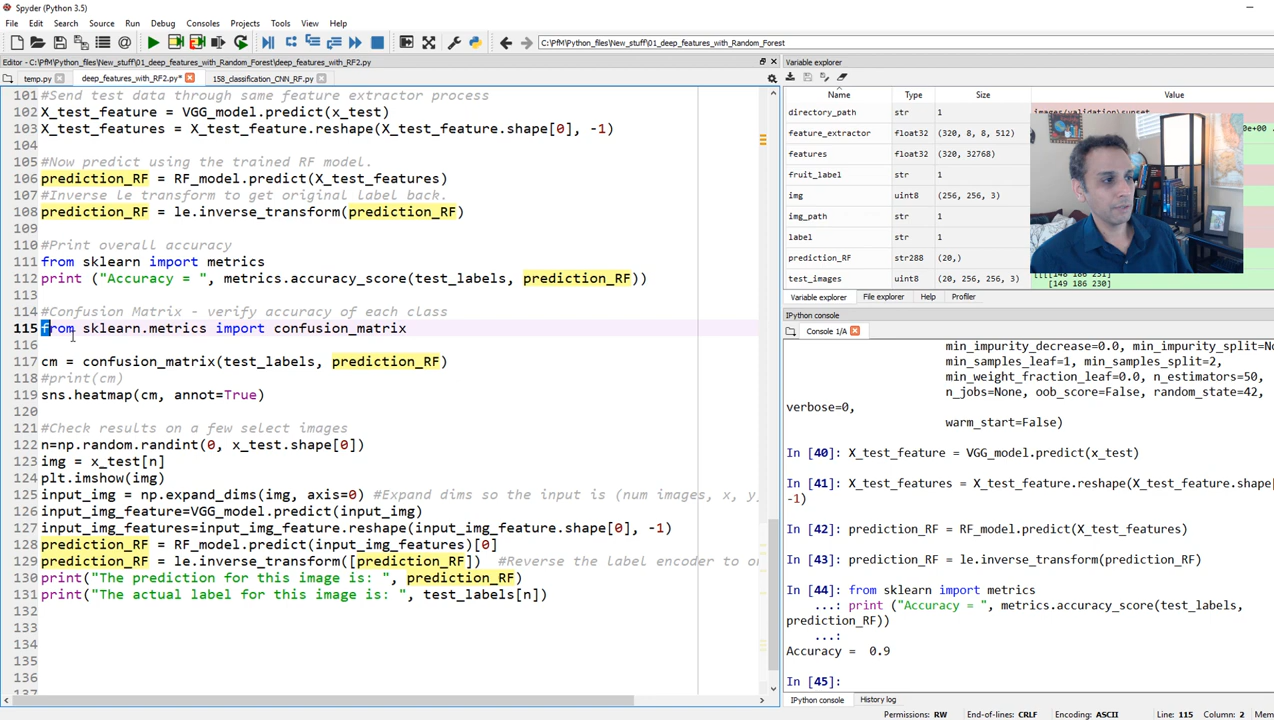 Spyder (Python 3.5)
File Edit Search Source Run Debug Consoles Projects Tools View Help
C:\PfM\Python_files\New_stuff\01_deep_features_with_Random_Forest
Editor - C:\PfM\Python_files\New_stuff\01_deep_features_with_Random_Forest\deep_features_with_RF2.py
temp.py deep_features_with_RF2.py* 158_classification_CNN_RF.py
101 #Send test data through same feature extractor process
102 X_test_feature = VGG_model.predict(x_test)
103 X_test_features = X_test_feature.reshape(X_test_feature.shape[0], -1)
104
105 #Now predict using the trained RF model.
106 prediction_RF = RF_model.predict(X_test_features)
107 #Inverse le transform to get original label back.
108 prediction_RF = le.inverse_transform(prediction_RF)
109
110 #Print overall accuracy
111 from sklearn import metrics
112 print ("Accuracy = ", metrics.accuracy_score(test_labels, prediction_RF))
113
114 #Confusion Matrix - verify accuracy of each class
115 from sklearn.metrics import confusion_matrix
116
117 cm = confusion_matrix(test_labels, prediction_RF)
118 #print(cm)
119 sns.heatmap(cm, annot=True)
120
121 #Check results on a few select images
122 n=np.random.randint(0, x_test.shape[0])
123 img = x_test[n]
124 plt.imshow(img)
125 input_img = np.expand_dims(img, axis=0) #Expand dims so the input is (num images, x, y,
126 input_img_feature=VGG_model.predict(input_img)
127 input_img_features=input_img_feature.reshape(input_img_feature.shape[0], -1)
128 prediction_RF = RF_model.predict(input_img_features)[0]
129 prediction_RF = le.inverse_transform([prediction_RF]) #Reverse the label encoder to or
130 print("The prediction for this image is: ", prediction_RF)
131 print("The actual label for this image is: ", test_labels[n])
132
133
134
135
136
137
Variable explorer
Name Type Size Value
directory_path str 1 images/validation\sunset
feature_extractor float32 (320, 8, 8, 512) 0e+00 ...
features float32 (320, 32768)
fruit_label str 1
img uint8 (256, 256, 3)
img_path str 1
label str 1
prediction_RF str288 (20,)
test_images uint8 (20, 256, 256, 3) [[[[148 186 231]
[149 186 230]
Variable explorer File explorer Help Profiler
IPython console
Console 1/A
min_impurity_decrease=0.0, min_impurity_split=No
min_samples_leaf=1, min_samples_split=2,
min_weight_fraction_leaf=0.0, n_estimators=50,
n_jobs=None, oob_score=False, random_state=42,
verbose=0,
warm_start=False)
In [40]: X_test_feature = VGG_model.predict(x_test)
In [41]: X_test_features = X_test_feature.reshape(X_test_feature.shape[
-1)
In [42]: prediction_RF = RF_model.predict(X_test_features)
In [43]: prediction_RF = le.inverse_transform(prediction_RF)
In [44]: from sklearn import metrics
...: print ("Accuracy = ", metrics.accuracy_score(test_labels,
prediction_RF))
...:
Accuracy = 0.9
In [45]:
IPython console History log
Permissions: RW End-of-lines: CRLF Encoding: ASCII Line: 115 Column: 2 Mem